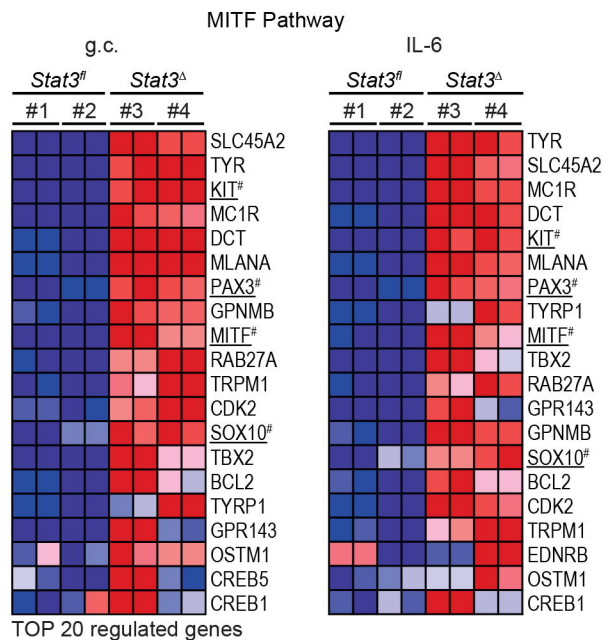 MITF Pathway
g.c.
IL-6
Stat3fl Stat3Δ
Stat3fl Stat3Δ
#1 #2 #3 #4
#1 #2 #3 #4
SLC45A2
TYR
KIT#
MC1R
DCT
MLANA
PAX3#
GPNMB
MITF#
RAB27A
TRPM1
CDK2
SOX10#
TBX2
BCL2
TYRP1
GPR143
OSTM1
CREB5
CREB1
TYR
SLC45A2
MC1R
DCT
KIT#
MLANA
PAX3#
TYRP1
MITF#
TBX2
RAB27A
GPR143
GPNMB
SOX10#
BCL2
CDK2
TRPM1
EDNRB
OSTM1
CREB1
TOP 20 regulated genes